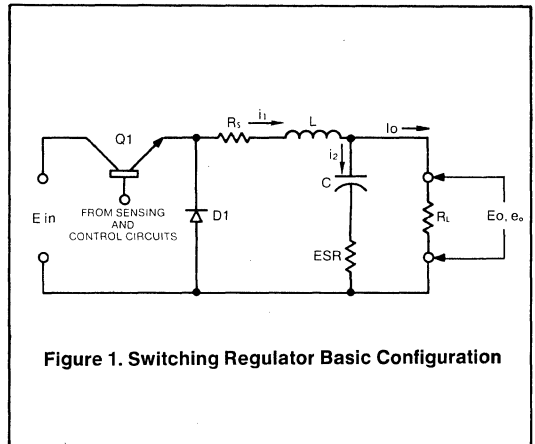 Rs
i1
L
Io
Q1
i2
C
E in
FROM SENSING
AND
CONTROL CIRCUITS
D1
RL
Eo, eo
ESR
Figure 1. Switching Regulator Basic Configuration